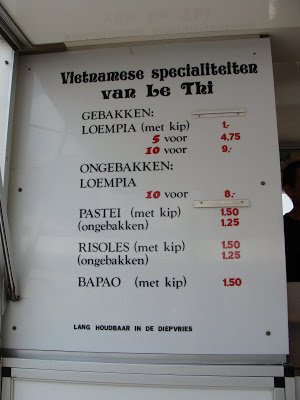 Vietnamese specialiteiten
van Le Thi
GEBAKKEN:
LOEMPIA (met kip) 1,-
5 voor 4,75
10 voor 9,-
ONGEBAKKEN:
LOEMPIA
10 voor 8,-
PASTEI (met kip) 1,50
(ongebakken) 1,25
RISOLES (met kip) 1,50
(ongebakken) 1,25
BAPAO (met kip) 1,50
LANG HOUDBAAR IN DE DIEPVRIES